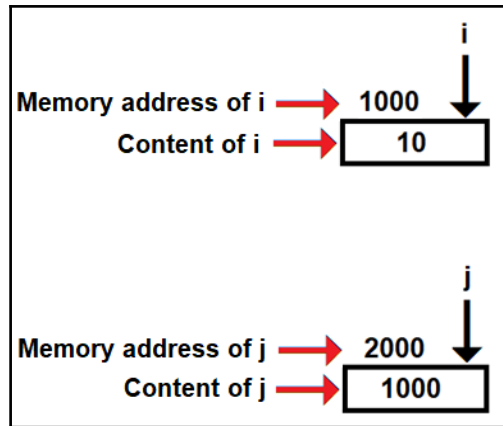 i
Memory address of i 1000
Content of i 10
j
Memory address of j 2000
Content of j 1000